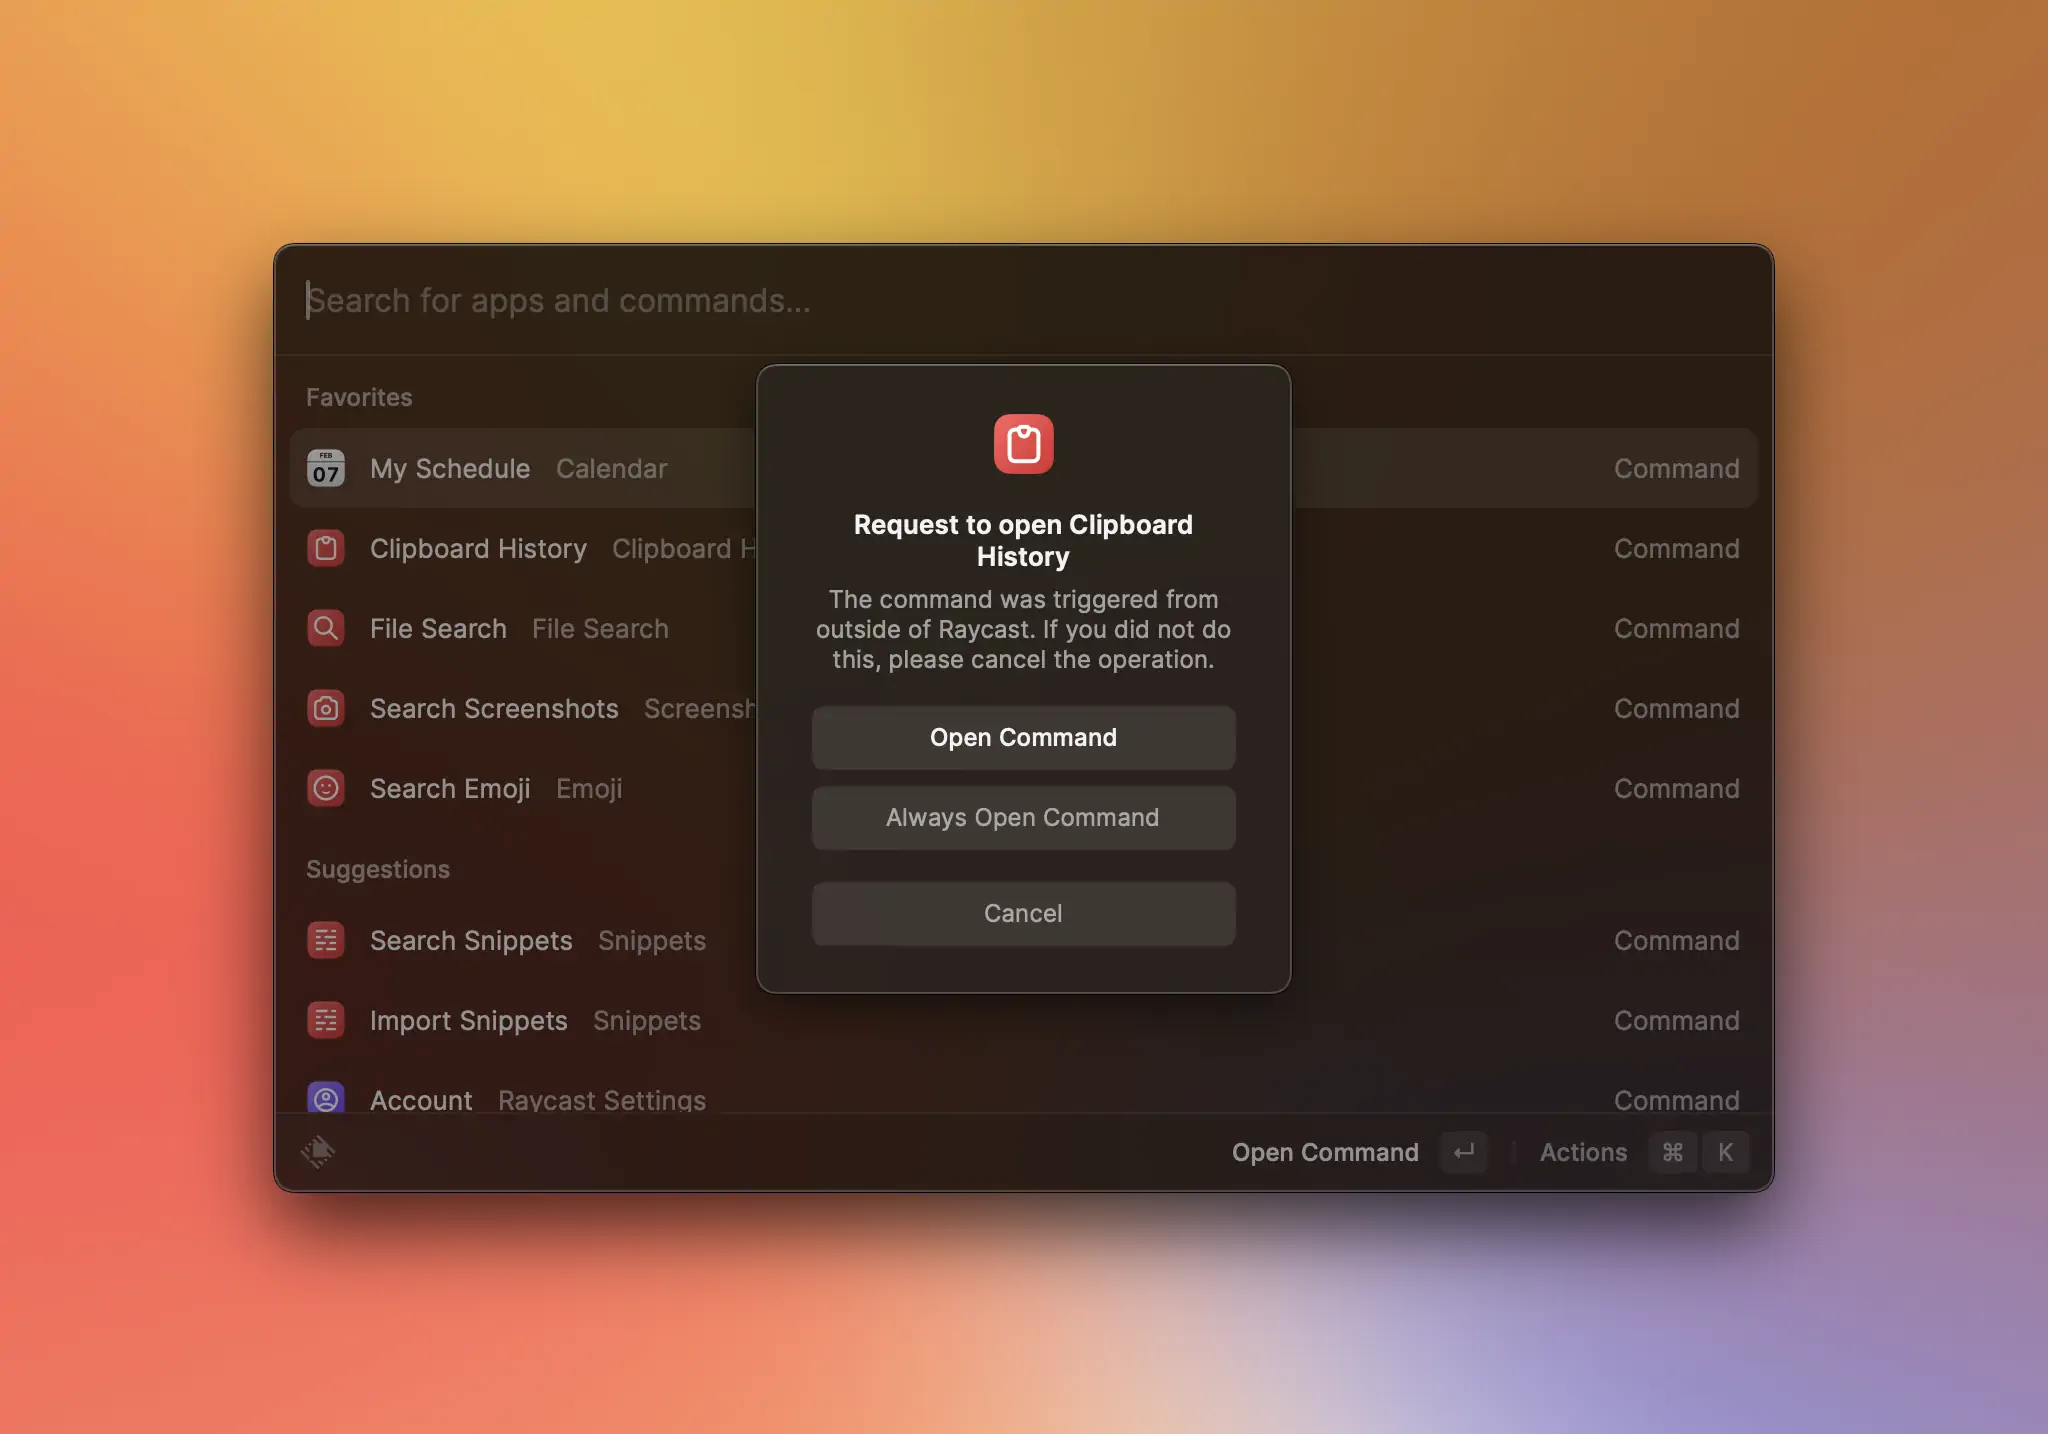 Search for apps and commands...
Favorites
FEB
07
My Schedule Calendar Command
Clipboard History Clipboard H Command
File Search File Search Command
Search Screenshots Screensh Command
Search Emoji Emoji Command
Request to open Clipboard
History
The command was triggered from
outside of Raycast. If you did not do
this, please cancel the operation.
Open Command
Always Open Command
Cancel
Suggestions
Search Snippets Snippets Command
Import Snippets Snippets Command
Account Raycast Settings Command
Open Command ↵ Actions ⌘ K